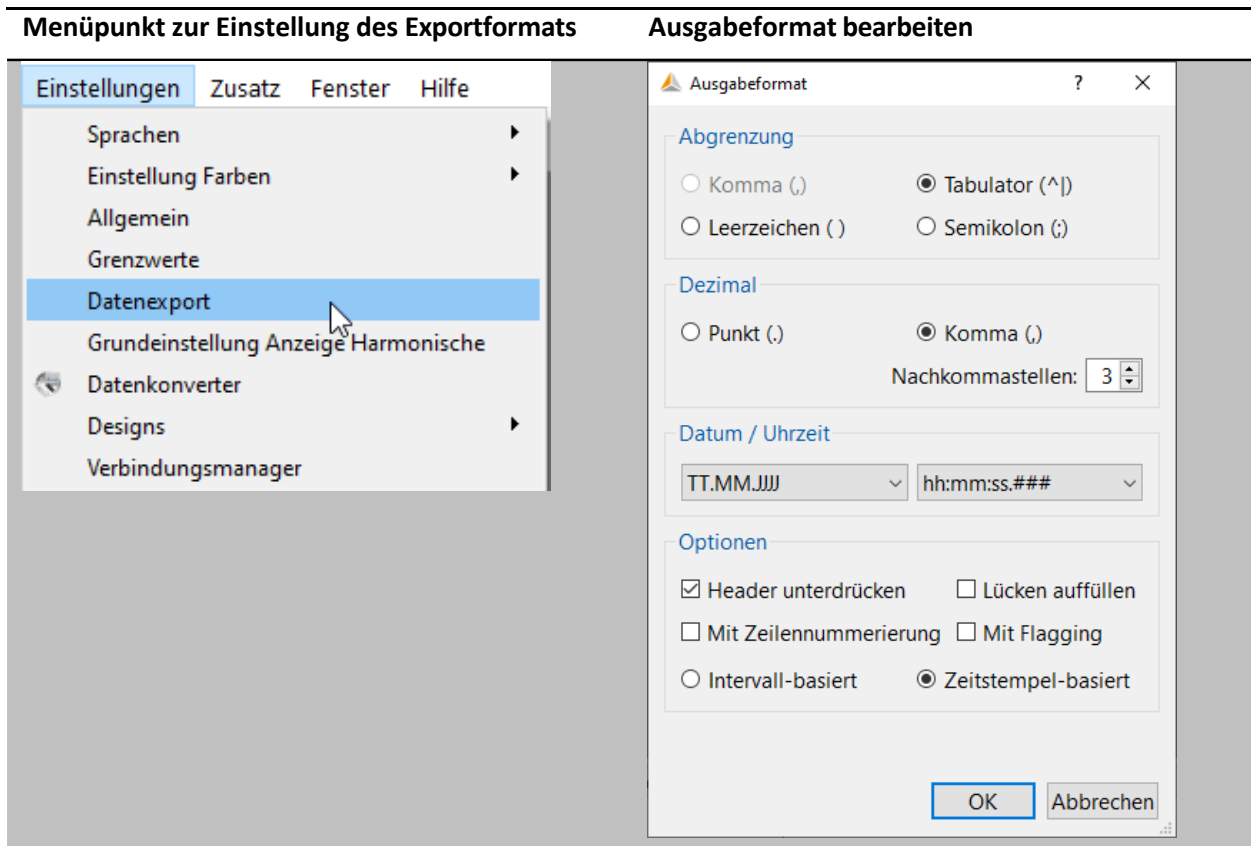 Menüpunkt zur Einstellung des Exportformats
Ausgabeformat bearbeiten
Einstellungen Zusatz Fenster Hilfe
Sprachen
Einstellung Farben
Allgemein
Grenzwerte
Datenexport
Grundeinstellung Anzeige Harmonische
Datenkonverter
Designs
Verbindungsmanager
Ausgabeformat ?
Abgrenzung
Komma (,) Tabulator (^|)
Leerzeichen ( ) Semikolon (;)
Dezimal
Punkt (.) Komma (,)
Nachkommastellen: 3
Datum / Uhrzeit
TT.MM.JJJJ hh:mm:ss.###
Optionen
Header unterdrücken Lücken auffüllen
Mit Zeilennummerierung Mit Flagging
Intervall-basiert Zeitstempel-basiert
OK Abbrechen